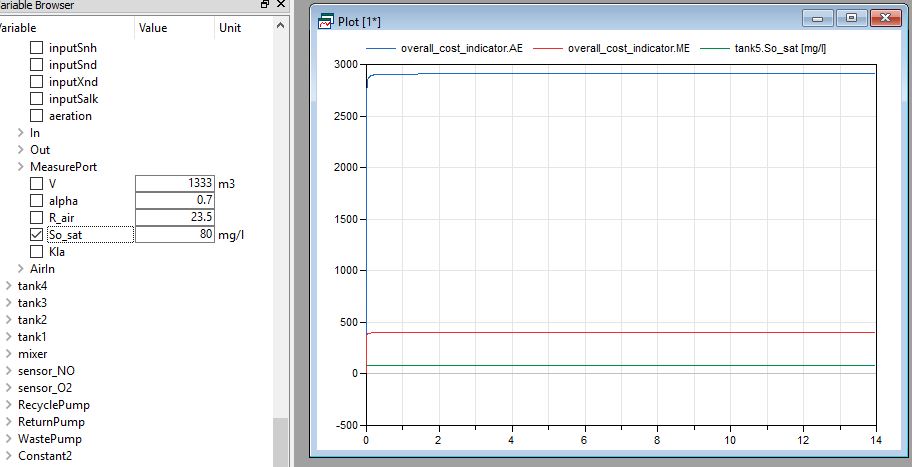 Variable Browser
Variable Value Unit
inputSnh
inputSnd
inputXnd
inputSalk
aeration
In
Out
MeasurePort
V 1333 m3
alpha 0.7
R_air 23.5
So_sat 80 mg/l
Kla
AirIn
tank4
tank3
tank2
tank1
mixer
sensor_NO
sensor_O2
RecyclePump
ReturnPump
WastePump
Constant2
Plot [1*]
overall_cost_indicator.AE overall_cost_indicator.ME tank5.So_sat [mg/l]
3000
2500
2000
1500
1000
500
0
-500
0 2 4 6 8 10 12 14